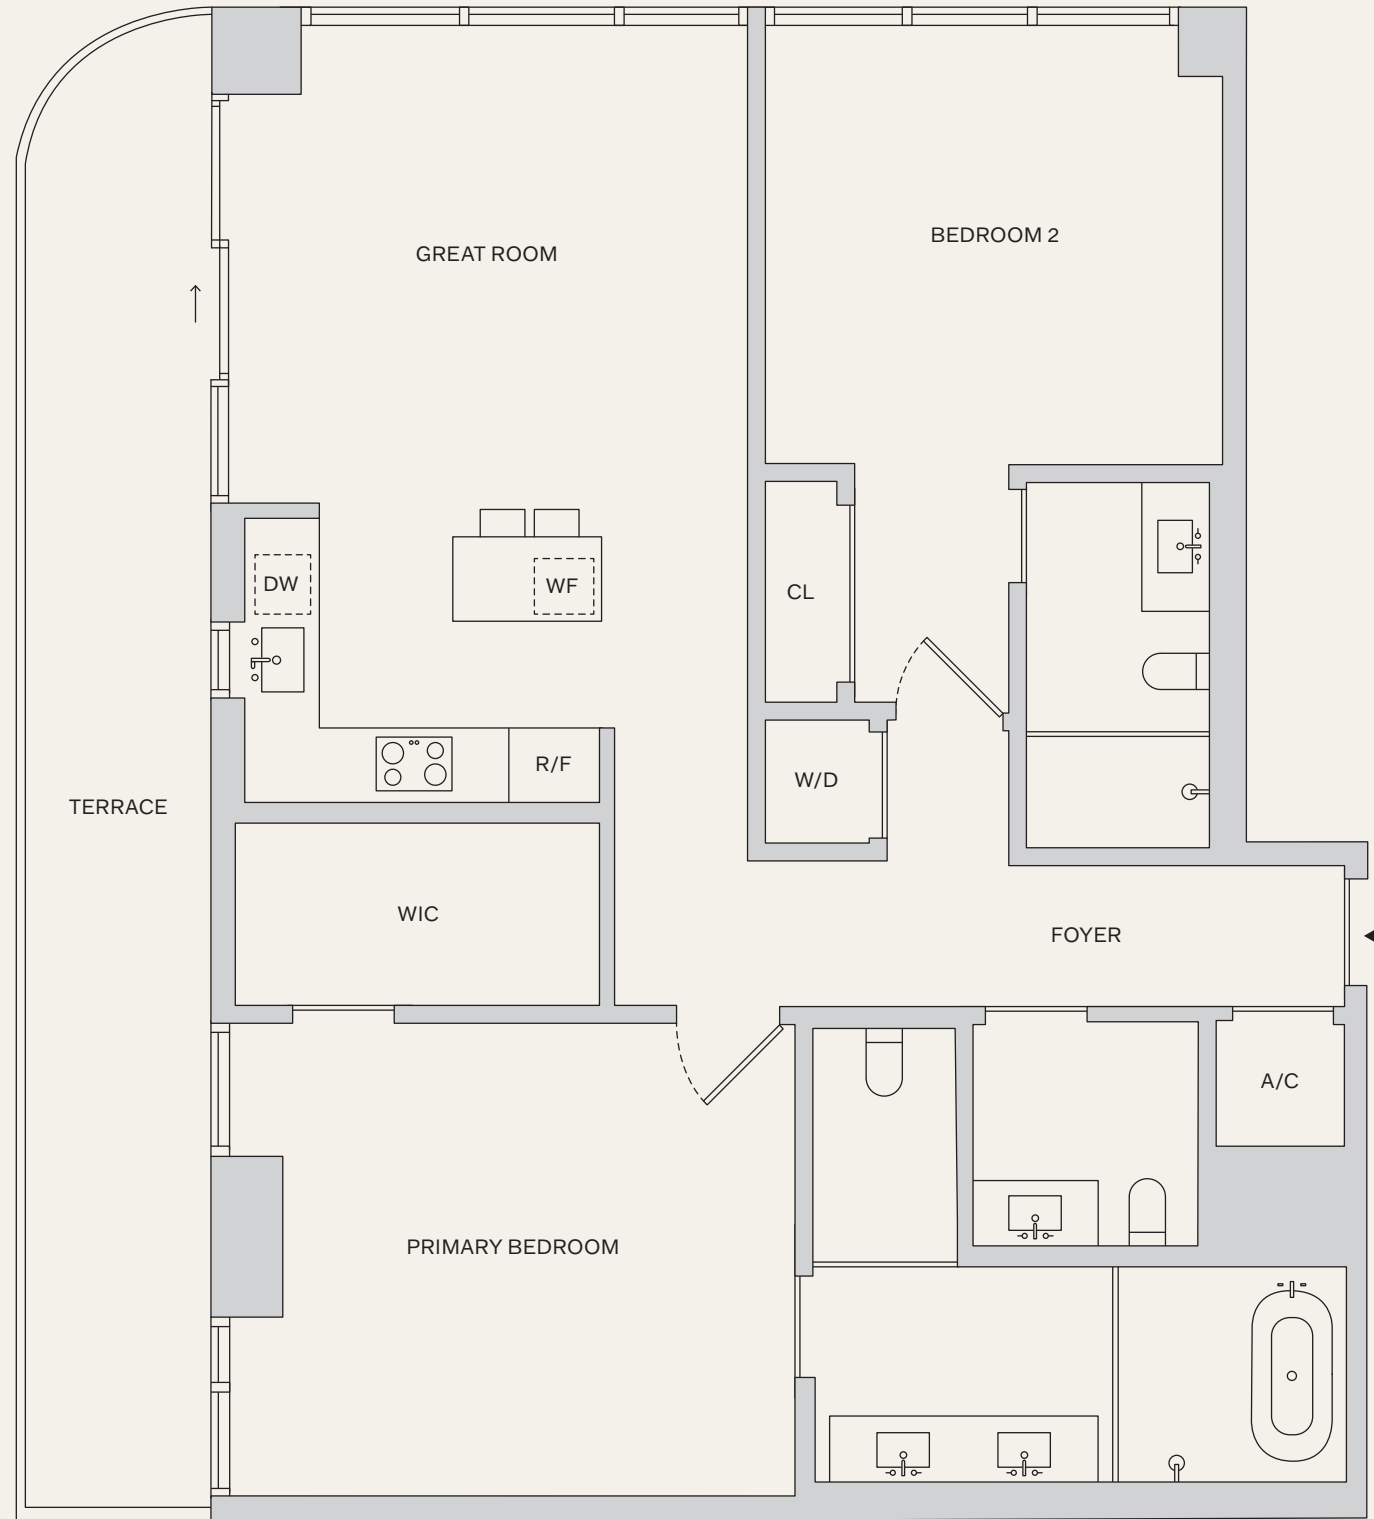 BEDROOM 2
GREAT ROOM
DW
WF
CL
R/F
W/D
TERRACE
WIC
FOYER
A/C
PRIMARY BEDROOM